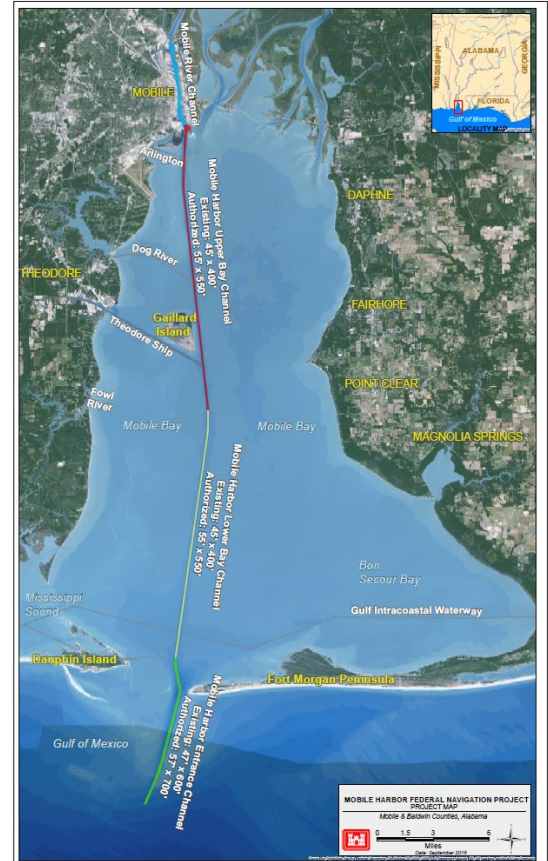 Mobile River Channel
MOBILE
Arlington
Mobile Harbor Upper Bay Channel
Existing: 45' x 400'
Authorized: 55' x 550'
DAPHNE
Dog River
THEODORE
FAIRHOPE
Gaillard
Island
Theodore Ship
POINT CLEAR
Fowl
River
Mobile Bay
Mobile Bay
MAGNOLIA SPRINGS
Mobile Harbor Lower Bay Channel
Existing: 45' x 400'
Authorized: 55' x 550'
Bon
Secour Bay
Mississippi
Sound
Gulf Intracoastal Waterway
Dauphin Island
Fort Morgan Peninsula
Mobile Harbor Entrance Channel
Existing: 47' x 600'
Authorized: 57' x 700'
Gulf of Mexico
MISSISSIPPI
ALABAMA
GEORGIA
FLORIDA
Gulf of Mexico
LOCALITY MAP
MOBILE HARBOR FEDERAL NAVIGATION PROJECT
PROJECT MAP
Mobile & Baldwin Counties, Alabama
0 1.5 3 6
Miles